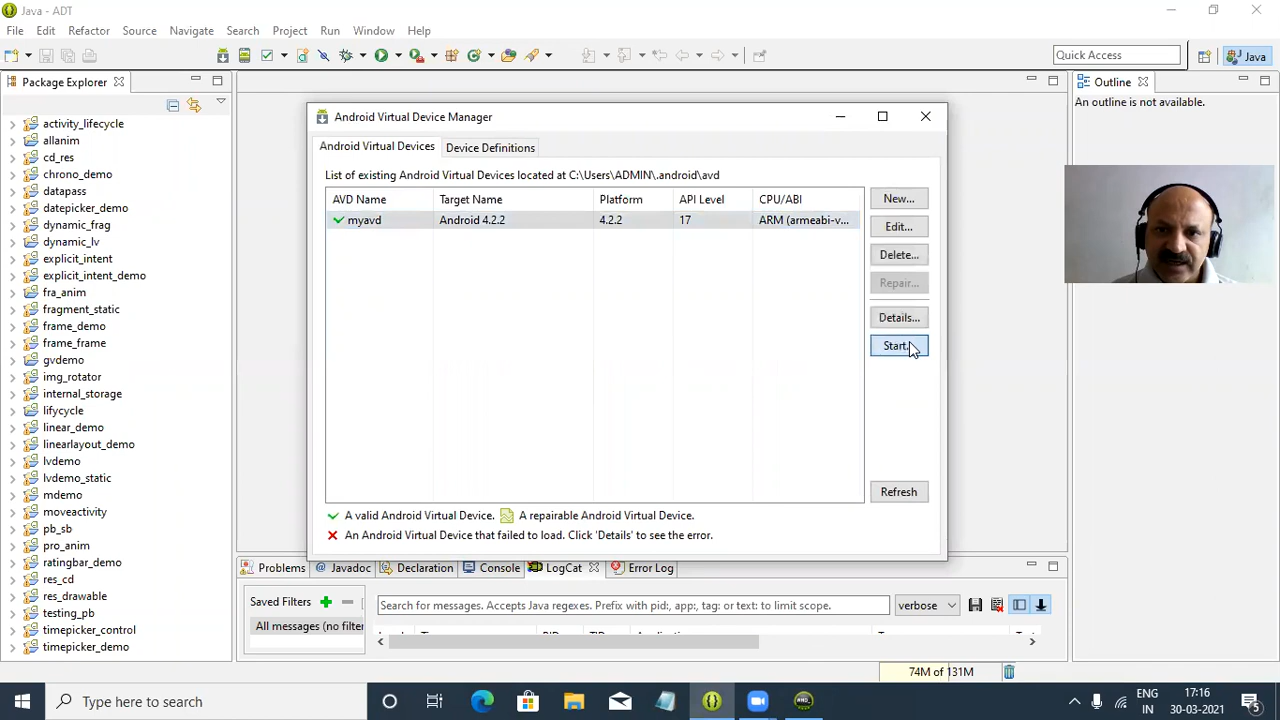 Java - ADT
File Edit Refactor Source Navigate Search Project Run Window Help
Quick Access
Java
Package Explorer
activity_lifecycle
allanim
cd_res
chrono_demo
datapass
datepicker_demo
dynamic_frag
dynamic_lv
explicit_intent
explicit_intent_demo
fra_anim
fragment_static
frame_demo
frame_frame
gvdemo
img_rotator
internal_storage
lifycycle
linear_demo
linearlayout_demo
lvdemo
lvdemo_static
mdemo
moveactivity
pb_sb
pro_anim
ratingbar_demo
res_cd
res_drawable
testing_pb
timepicker_control
timepicker_demo
Android Virtual Device Manager
Android Virtual Devices Device Definitions
List of existing Android Virtual Devices located at C:\Users\ADMIN\.android\avd
AVD Name Target Name Platform API Level CPU/ABI
myavd Android 4.2.2 4.2.2 17 ARM (armeabi-v...
New...
Edit...
Delete...
Repair...
Details...
Start...
Refresh
A valid Android Virtual Device. A repairable Android Virtual Device.
An Android Virtual Device that failed to load. Click 'Details' to see the error.
Outline
An outline is not available.
Problems Javadoc Declaration Console LogCat Error Log
Saved Filters
All messages (no filter
Search for messages. Accepts Java regexes. Prefix with pid:, app:, tag: or text: to limit scope.
verbose
74M of 131M
Type here to search
ENG
IN
17:16
30-03-2021
5